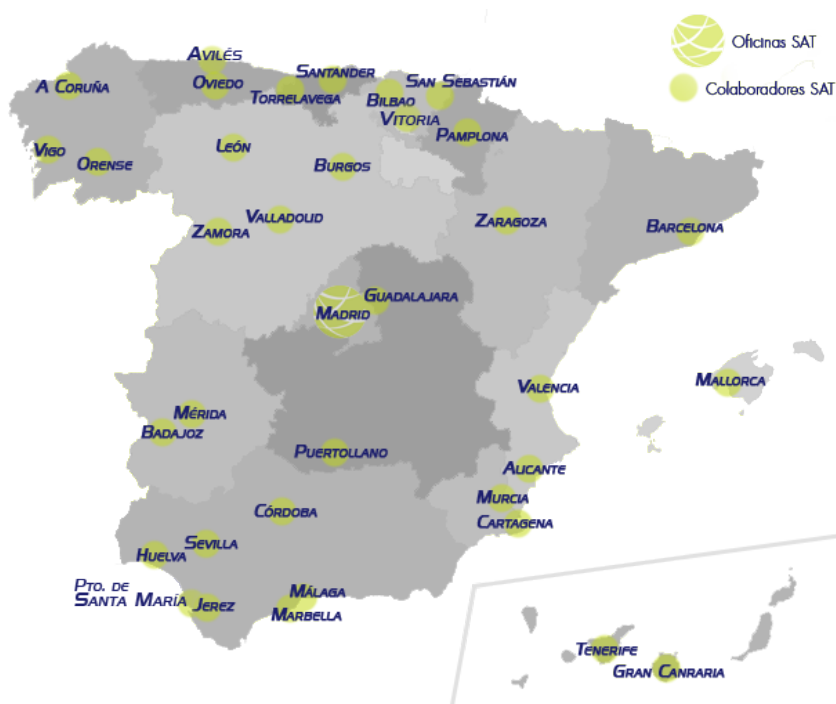 Oficinas SAT
Colaboradores SAT
AVILÉS
SANTANDER
SAN SEBASTIÁN
A CORUÑA
OVIEDO
TORRELAVEGA
BILBAO
VITORIA
PAMPLONA
VIGO
ORENSE
LEÓN
BURGOS
VALLADOLID
ZAMORA
ZARAGOZA
BARCELONA
GUADALAJARA
MADRID
MALLORCA
VALENCIA
MÉRIDA
BADAJOZ
PUERTOLLANO
ALICANTE
MURCIA
CARTAGENA
CÓRDOBA
SEVILLA
HUELVA
PTO. DE
SANTA MARÍA
JEREZ
MÁLAGA
MARBELLA
TENERIFE
GRAN CANRARIA